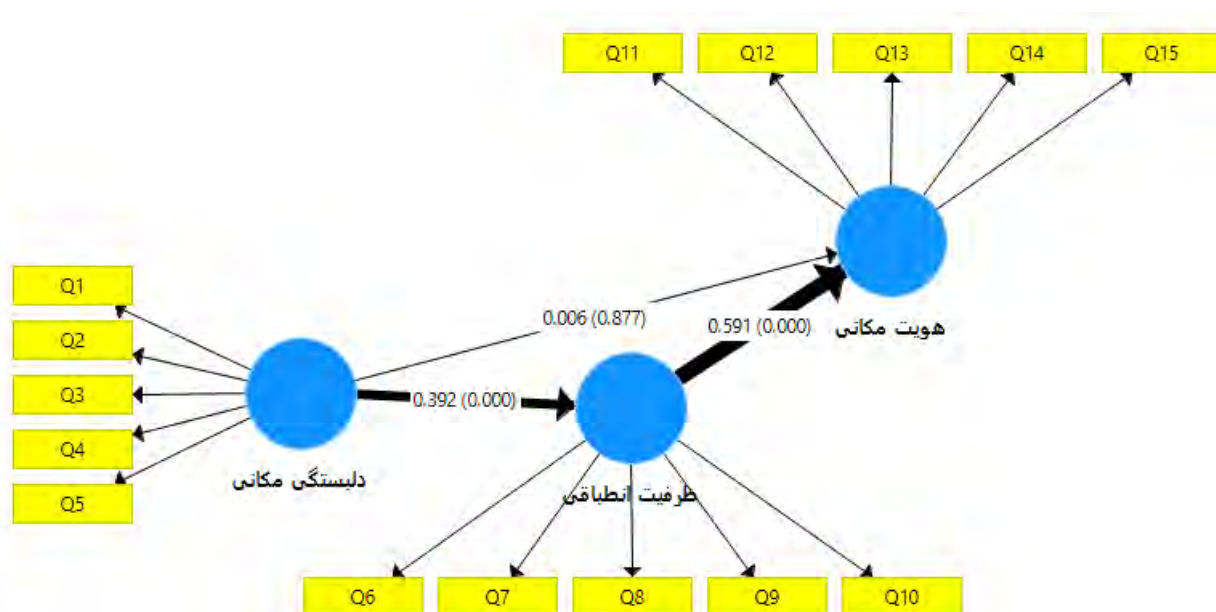 Q11 Q12 Q13 Q14 Q15
Q1
Q2
Q3
Q4
Q5
0.006 (0.877)
0.591 (0.000)
هویت مکانی
0.392 (0.000)
دلبستگی مکانی
ظرفیت انطباقی
Q6 Q7 Q8 Q9 Q10